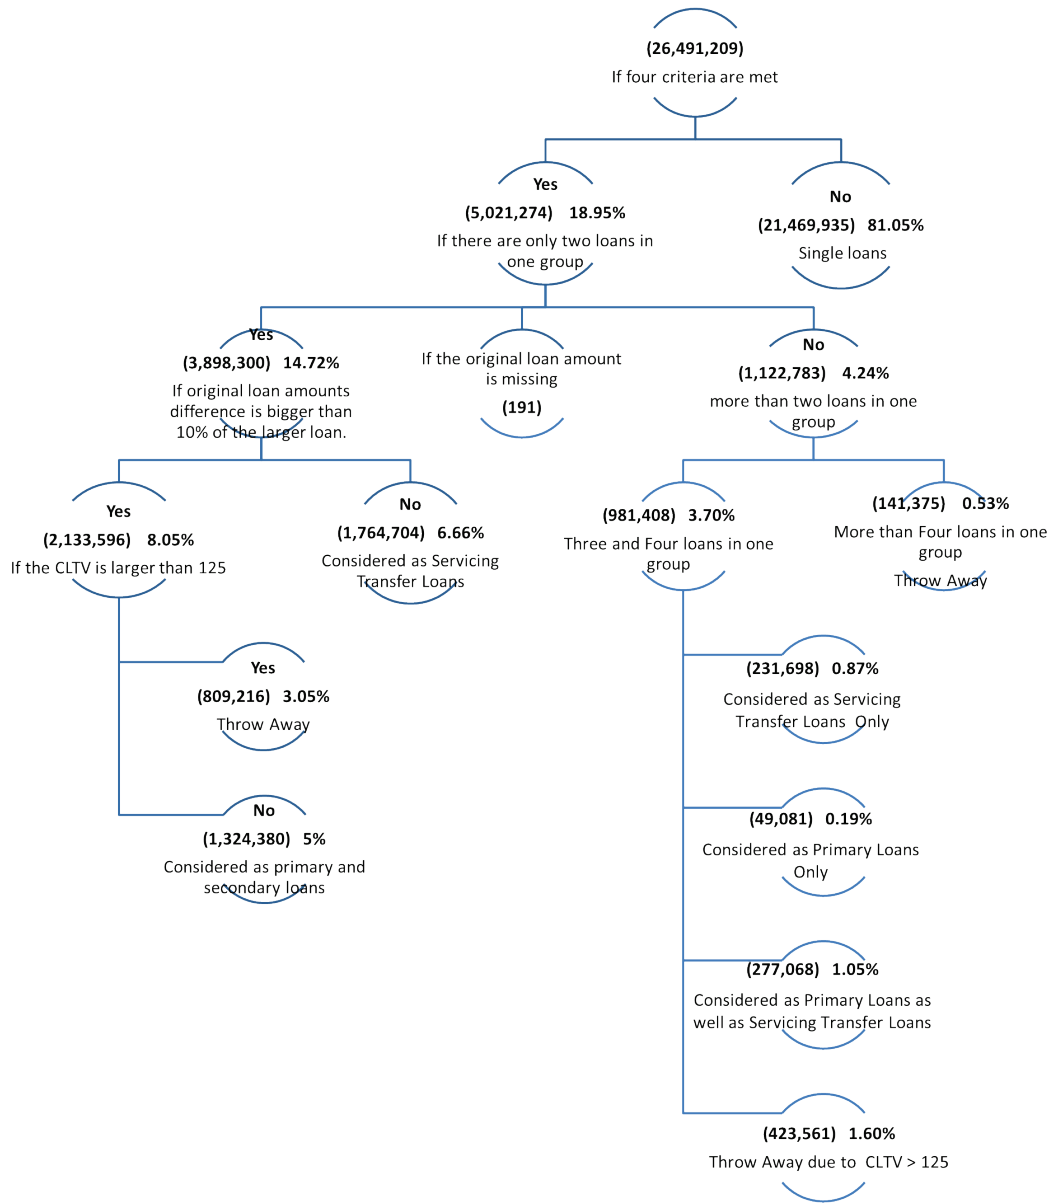 (26,491,209)
If four criteria are met
Yes
(5,021,274) 18.95%
If there are only two loans in
one group
No
(21,469,935) 81.05%
Single loans
Yes
(3,898,300) 14.72%
If original loan amounts
difference is bigger than
10% of the larger loan.
If the original loan amount
is missing
(191)
No
(1,122,783) 4.24%
more than two loans in one
group
Yes
(2,133,596) 8.05%
If the CLTV is larger than 125
No
(1,764,704) 6.66%
Considered as Servicing
Transfer Loans
(981,408) 3.70%
Three and Four loans in one
group
(141,375) 0.53%
More than Four loans in one
group
Throw Away
Yes
(809,216) 3.05%
Throw Away
No
(1,324,380) 5%
Considered as primary and
secondary loans
(231,698) 0.87%
Considered as Servicing
Transfer Loans Only
(49,081) 0.19%
Considered as Primary Loans
Only
(277,068) 1.05%
Considered as Primary Loans as
well as Servicing Transfer Loans
(423,561) 1.60%
Throw Away due to CLTV > 125